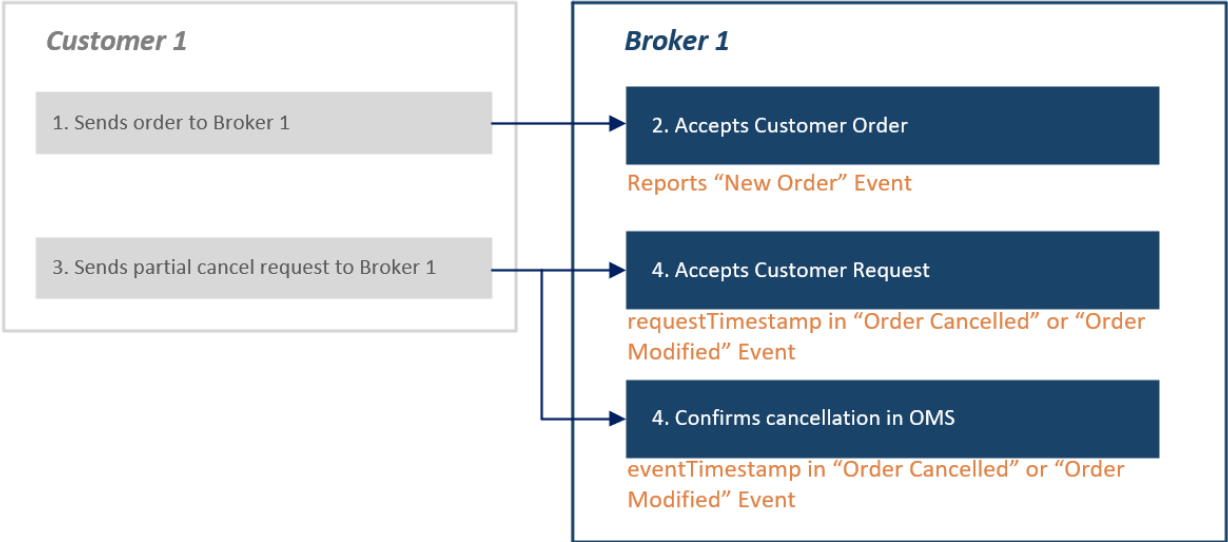 Customer 1
1. Sends order to Broker 1
3. Sends partial cancel request to Broker 1
Broker 1
2. Accepts Customer Order
Reports “New Order” Event
4. Accepts Customer Request
requestTimestamp in “Order Cancelled” or “Order
Modified” Event
4. Confirms cancellation in OMS
eventTimestamp in “Order Cancelled” or “Order
Modified” Event